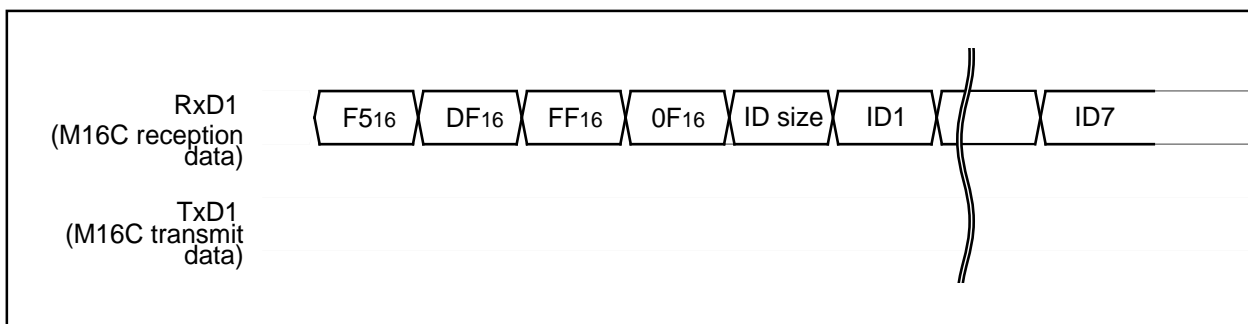 RxD1
(M16C reception
data)
F516 DF16 FF16 0F16 ID size ID1 ID7
TxD1
(M16C transmit
data)